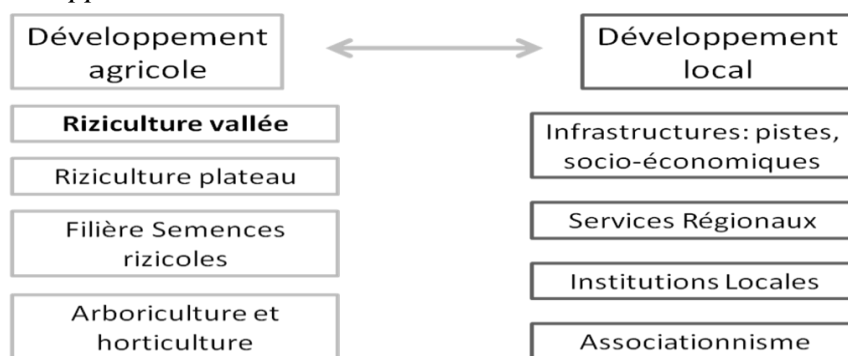 Développement
agricole
Développement
local
Riziculture vallée
Riziculture plateau
Filière Semences
rizicoles
Arboriculture et
horticulture
Infrastructures: pistes,
socio-économiques
Services Régionaux
Institutions Locales
Associationnisme